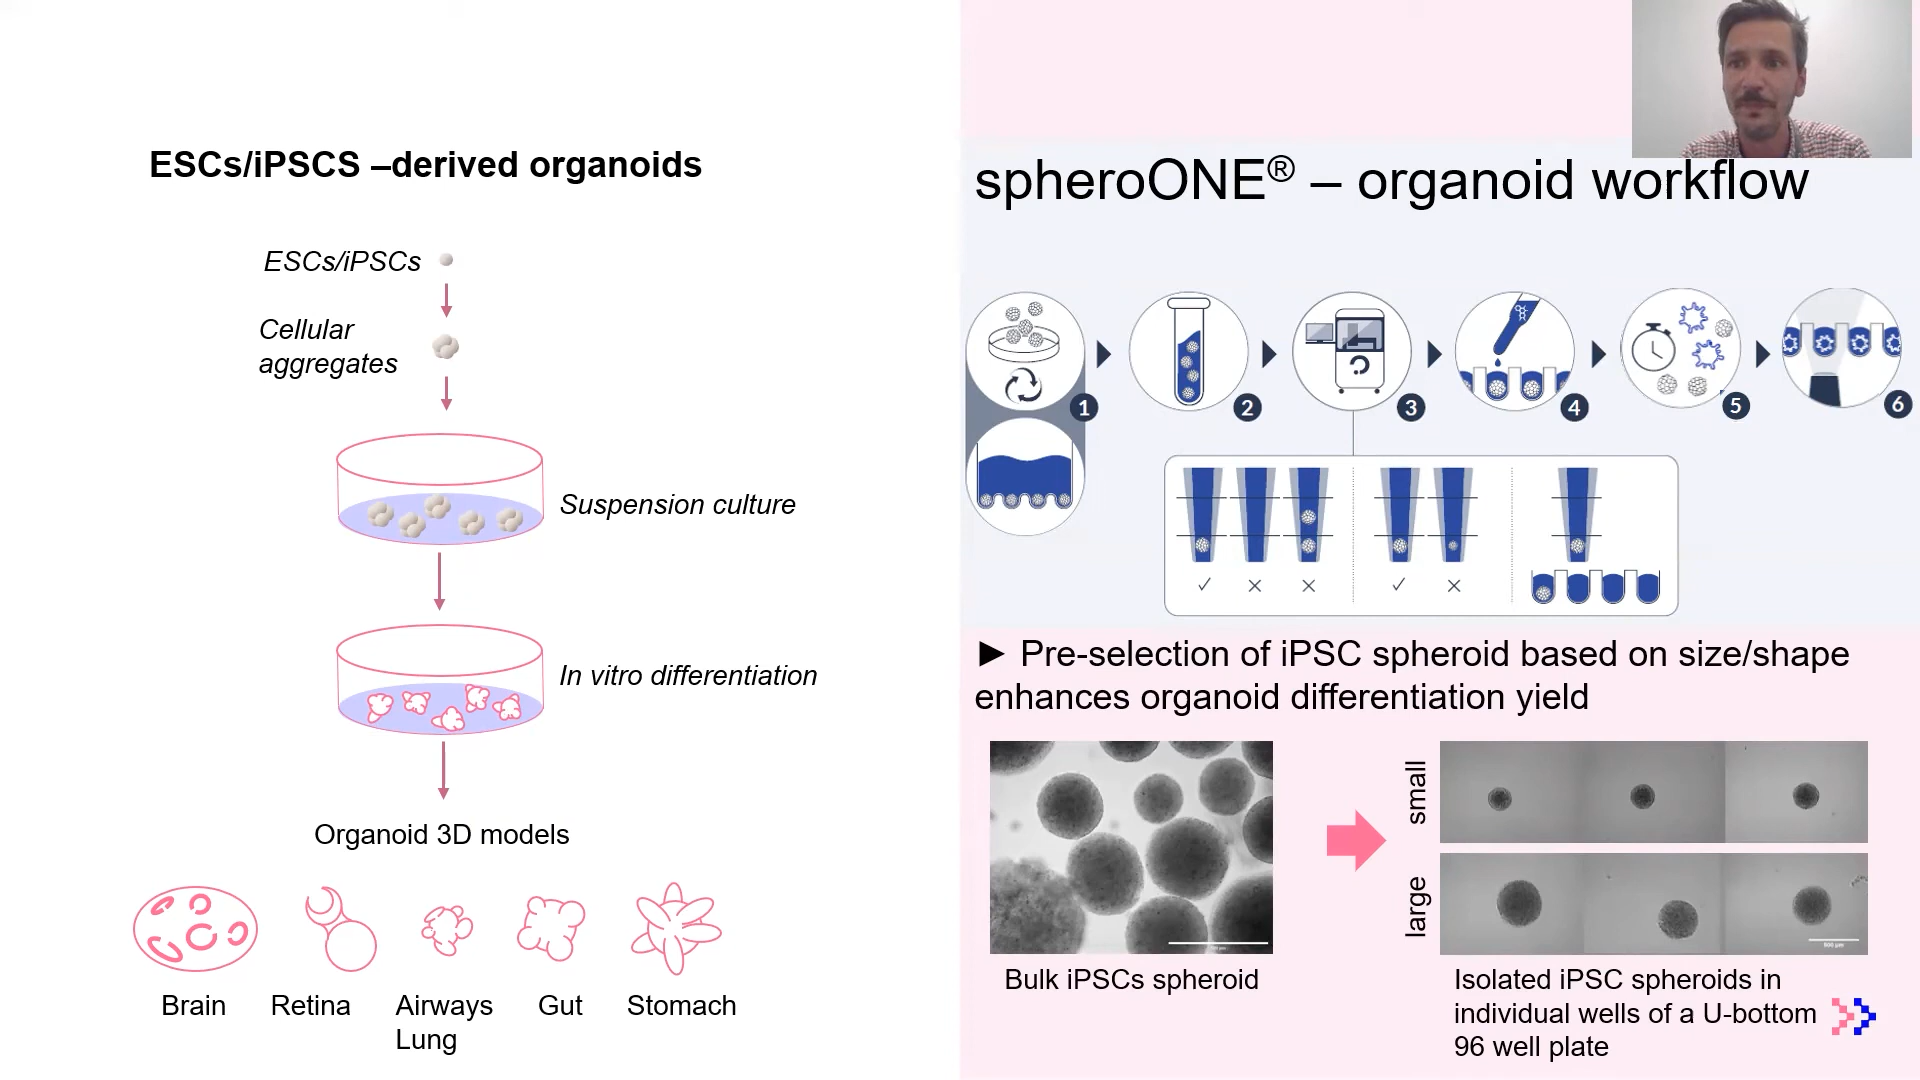 ESCs/iPSCS –derived organoids
ESCs/iPSCs
Cellular
aggregates
Suspension culture
In vitro differentiation
Organoid 3D models
Brain
Retina
Airways
Lung
Gut
Stomach
spheroONE® – organoid workflow
1
2
3
4
5
6
► Pre-selection of iPSC spheroid based on size/shape
enhances organoid differentiation yield
small
large
500 µm
Bulk iPSCs spheroid
Isolated iPSC spheroids in
individual wells of a U-bottom
96 well plate